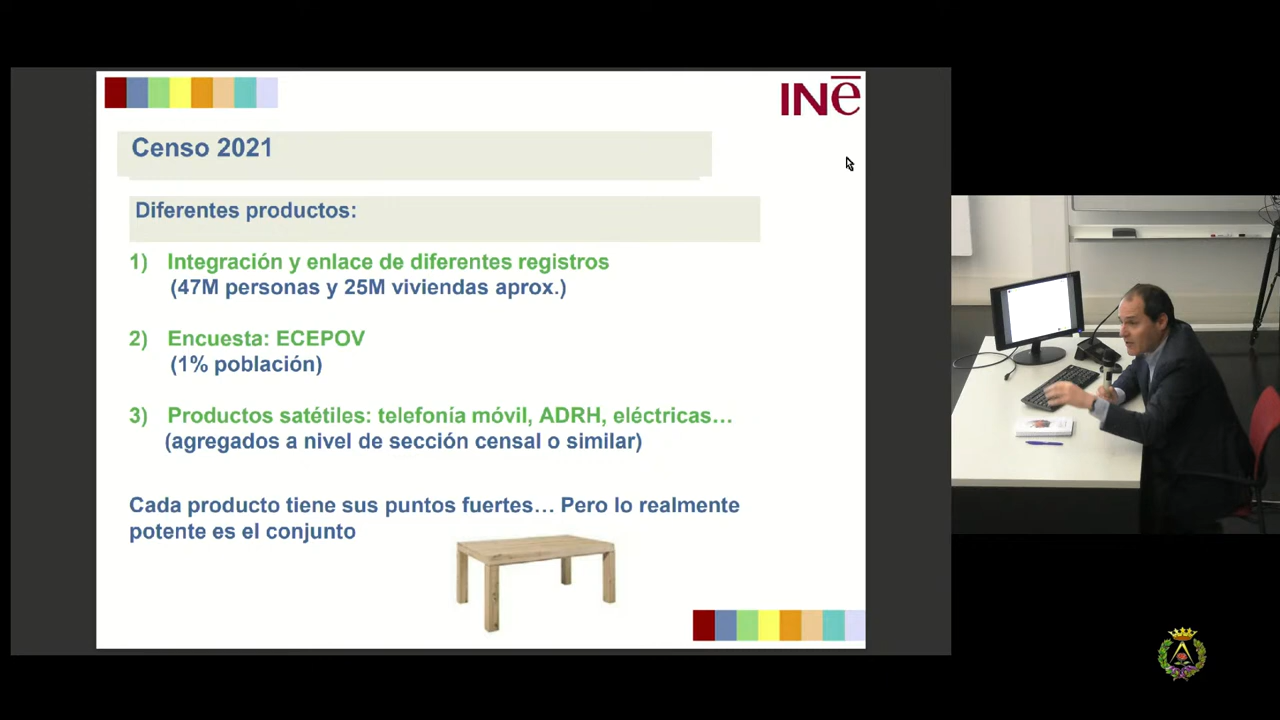 INe
Censo 2021
Diferentes productos:
1) Integración y enlace de diferentes registros
(47M personas y 25M viviendas aprox.)
2) Encuesta: ECEPOV
(1% población)
3) Productos satétiles: telefonía móvil, ADRH, eléctricas…
(agregados a nivel de sección censal o similar)
Cada producto tiene sus puntos fuertes… Pero lo realmente
potente es el conjunto